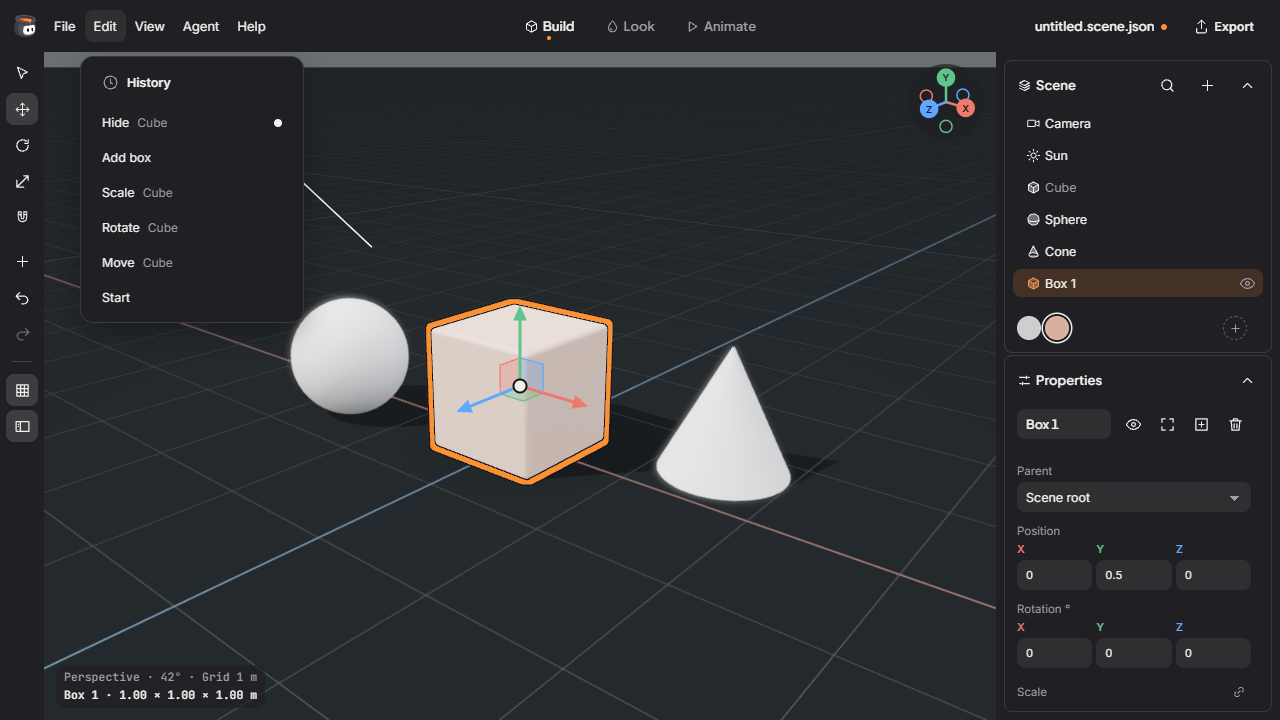 File Edit View Agent Help
Build Look Animate
untitled.scene.json Export
History
Hide Cube
Add box
Scale Cube
Rotate Cube
Move Cube
Start
Y
Z X
Perspective · 42° · Grid 1 m
Box 1 · 1.00 × 1.00 × 1.00 m
Scene
Camera
Sun
Cube
Sphere
Cone
Box 1
Properties
Box 1
Parent
Scene root
Position
X Y Z
0 0.5 0
Rotation °
X Y Z
0 0 0
Scale